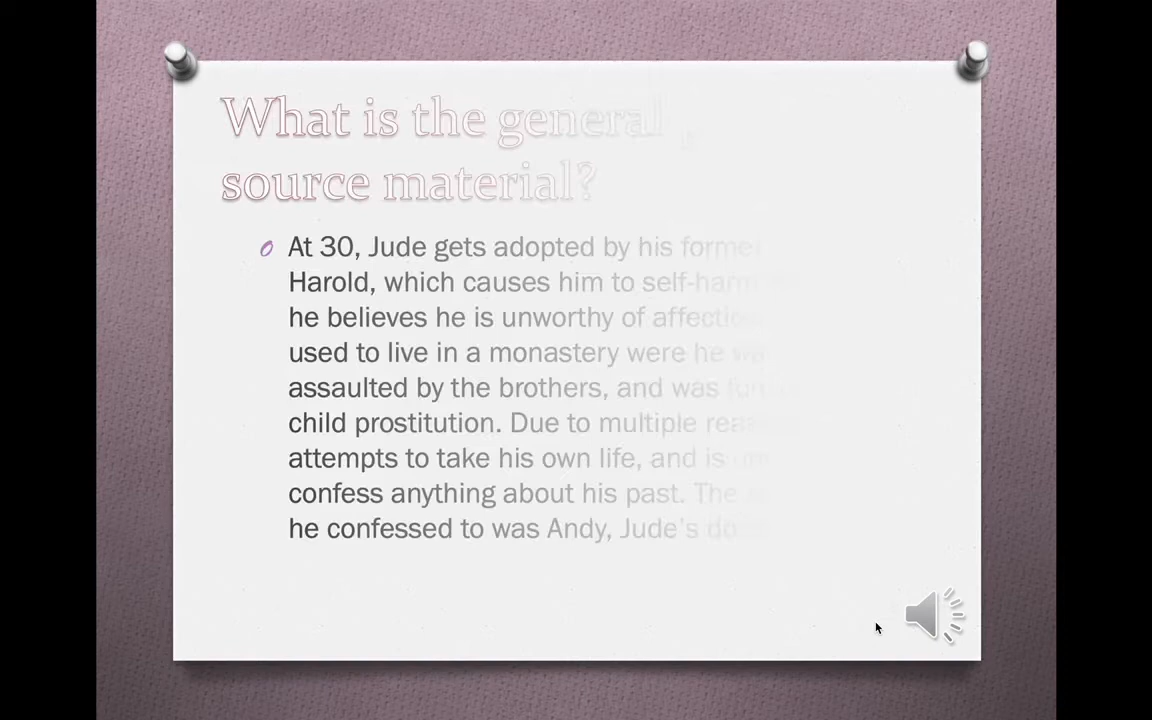 What is the general
source material?
At 30, Jude gets adopted by his former
Harold, which causes him to self-harm
he believes he is unworthy of affection.
used to live in a monastery were he was
assaulted by the brothers, and was
child prostitution. Due to multiple
attempts to take his own life, and is
confess anything about his past. The
he confessed to was Andy, Jude's